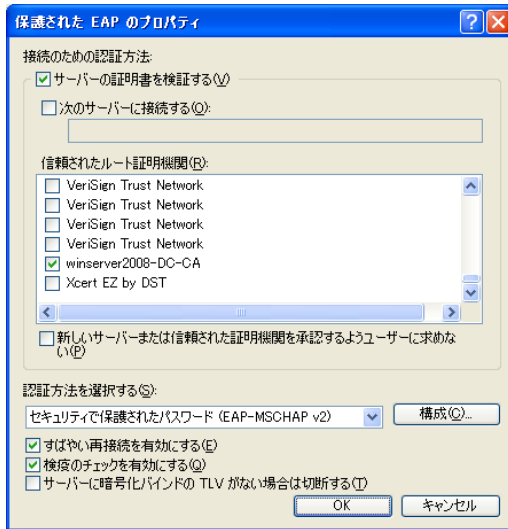 保護された EAP のプロパティ
接続のための認証方法:
サーバーの証明書を検証する(V)
次のサーバーに接続する(O):
信頼されたルート証明機関(R):
VeriSign Trust Network
VeriSign Trust Network
VeriSign Trust Network
VeriSign Trust Network
winserver2008-DC-CA
Xcert EZ by DST
新しいサーバーまたは信頼された証明機関を承認するようユーザーに求めな
い(P)
認証方法を選択する(S):
セキュリティで保護されたパスワード (EAP-MSCHAP v2)
構成(C)...
すばやい再接続を有効にする(E)
検疫のチェックを有効にする(Q)
サーバーに暗号化バインドの TLV がない場合は切断する(T)
OK
キャンセル